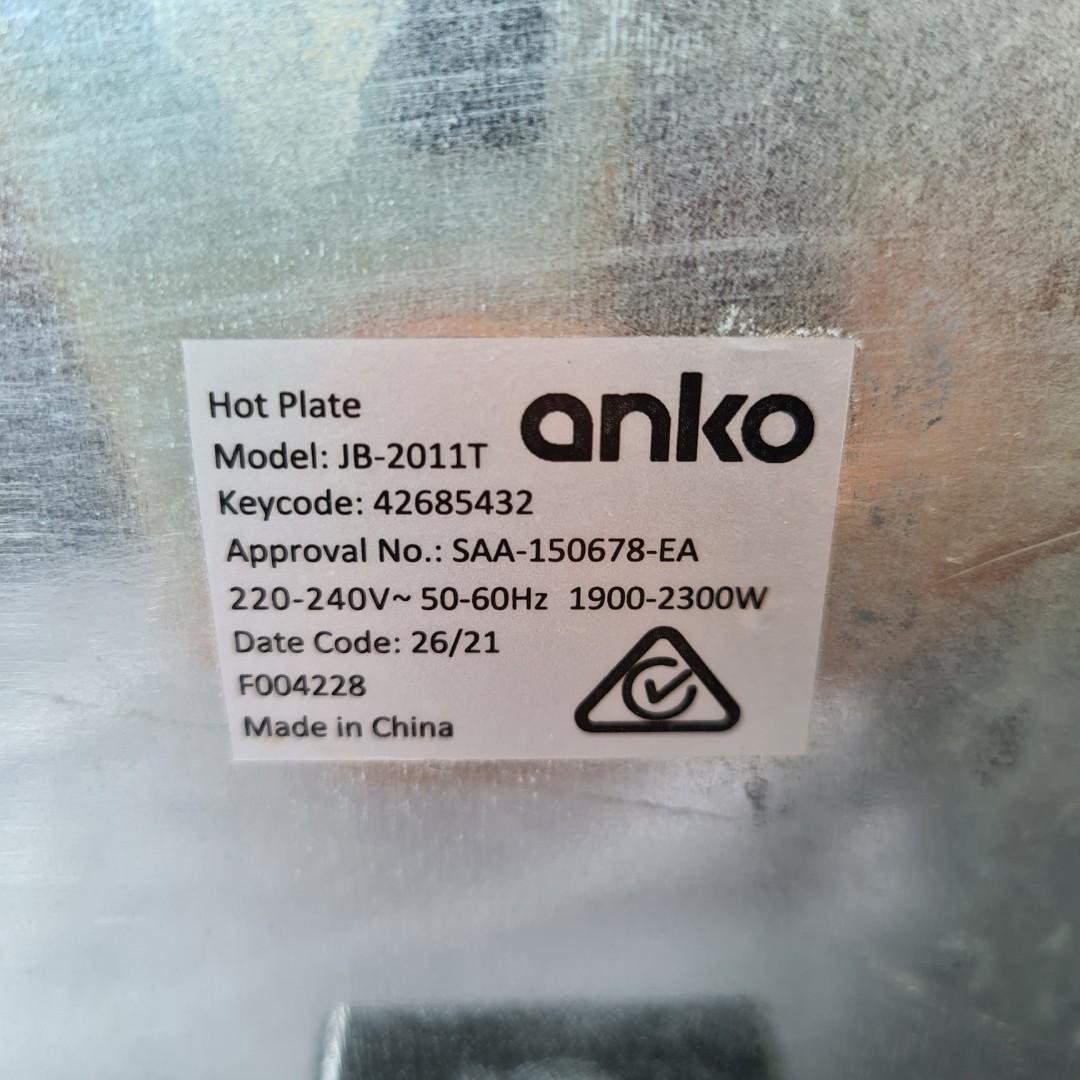 Hot Plate
anko
Model: JB-2011T
Keycode: 42685432
Approval No.: SAA-150678-EA
220-240V~ 50-60Hz 1900-2300W
Date Code: 26/21
F004228
Made in China